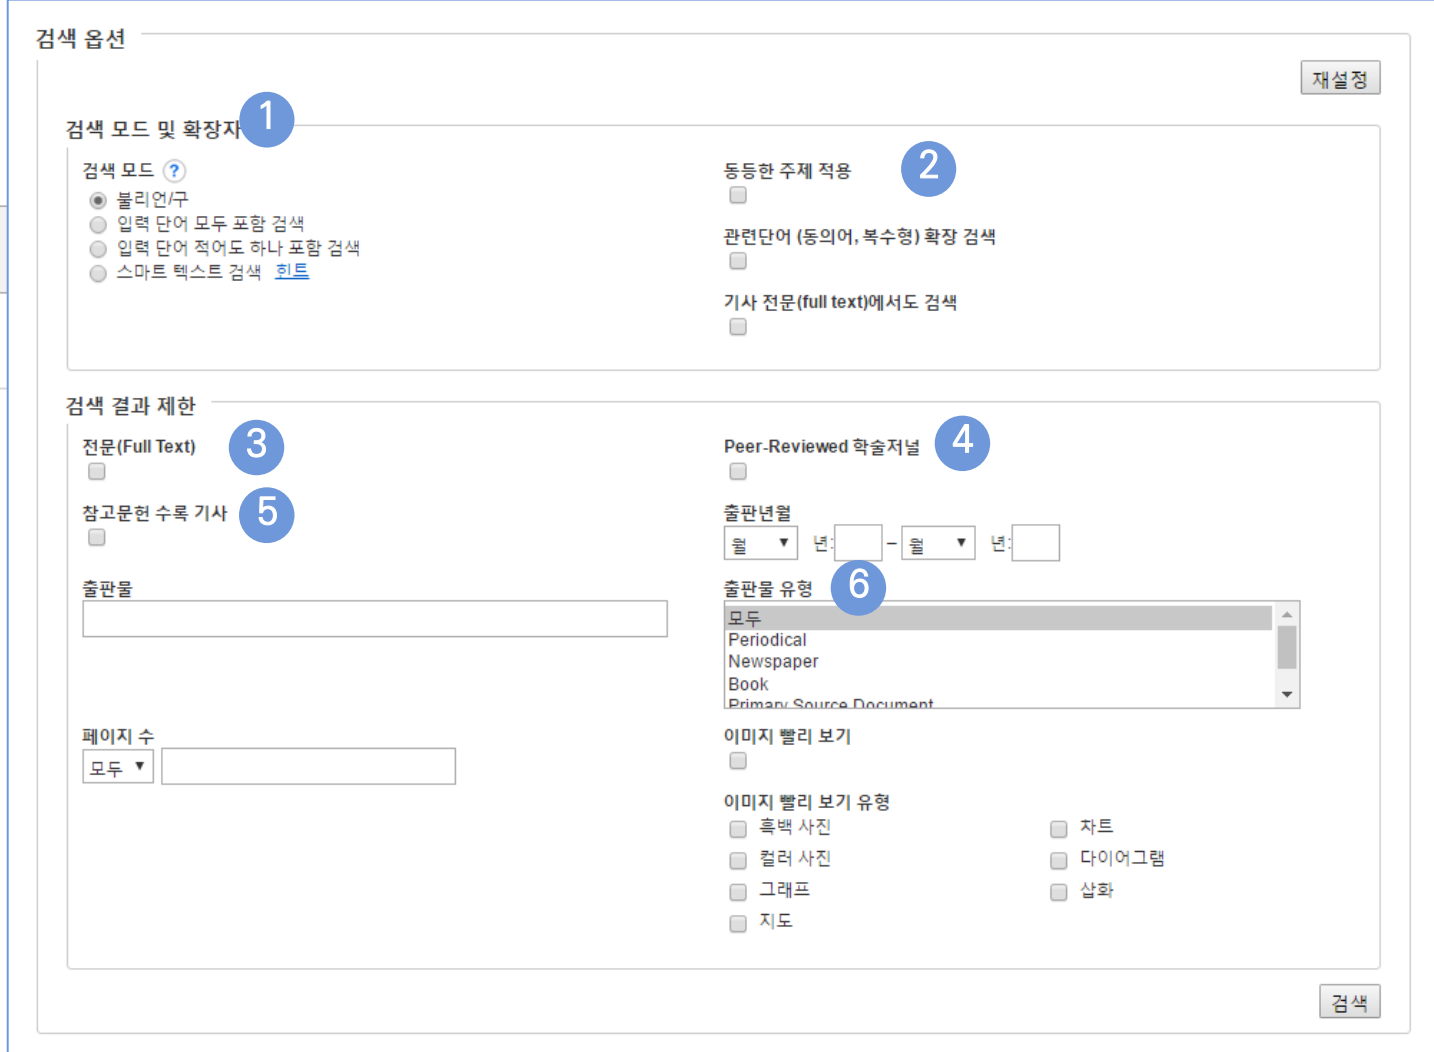 검색 옵션
재설정
검색 모드 및 확장자
1
검색 모드 ?
불리언/구
입력 단어 모두 포함 검색
입력 단어 적어도 하나 포함 검색
스마트 텍스트 검색 힌트
동등한 주제 적용
2
관련단어 (동의어, 복수형) 확장 검색
기사 전문(full text)에서도 검색
검색 결과 제한
전문(Full Text)
3
Peer-Reviewed 학술저널
4
참고문헌 수록 기사
5
출판년월
월 년: – 월 년:
출판물
출판물 유형
6
모두
Periodical
Newspaper
Book
Primary Source Document
페이지 수
모두
이미지 빨리 보기
이미지 빨리 보기 유형
흑백 사진
차트
컬러 사진
다이어그램
그래프
삽화
지도
검색